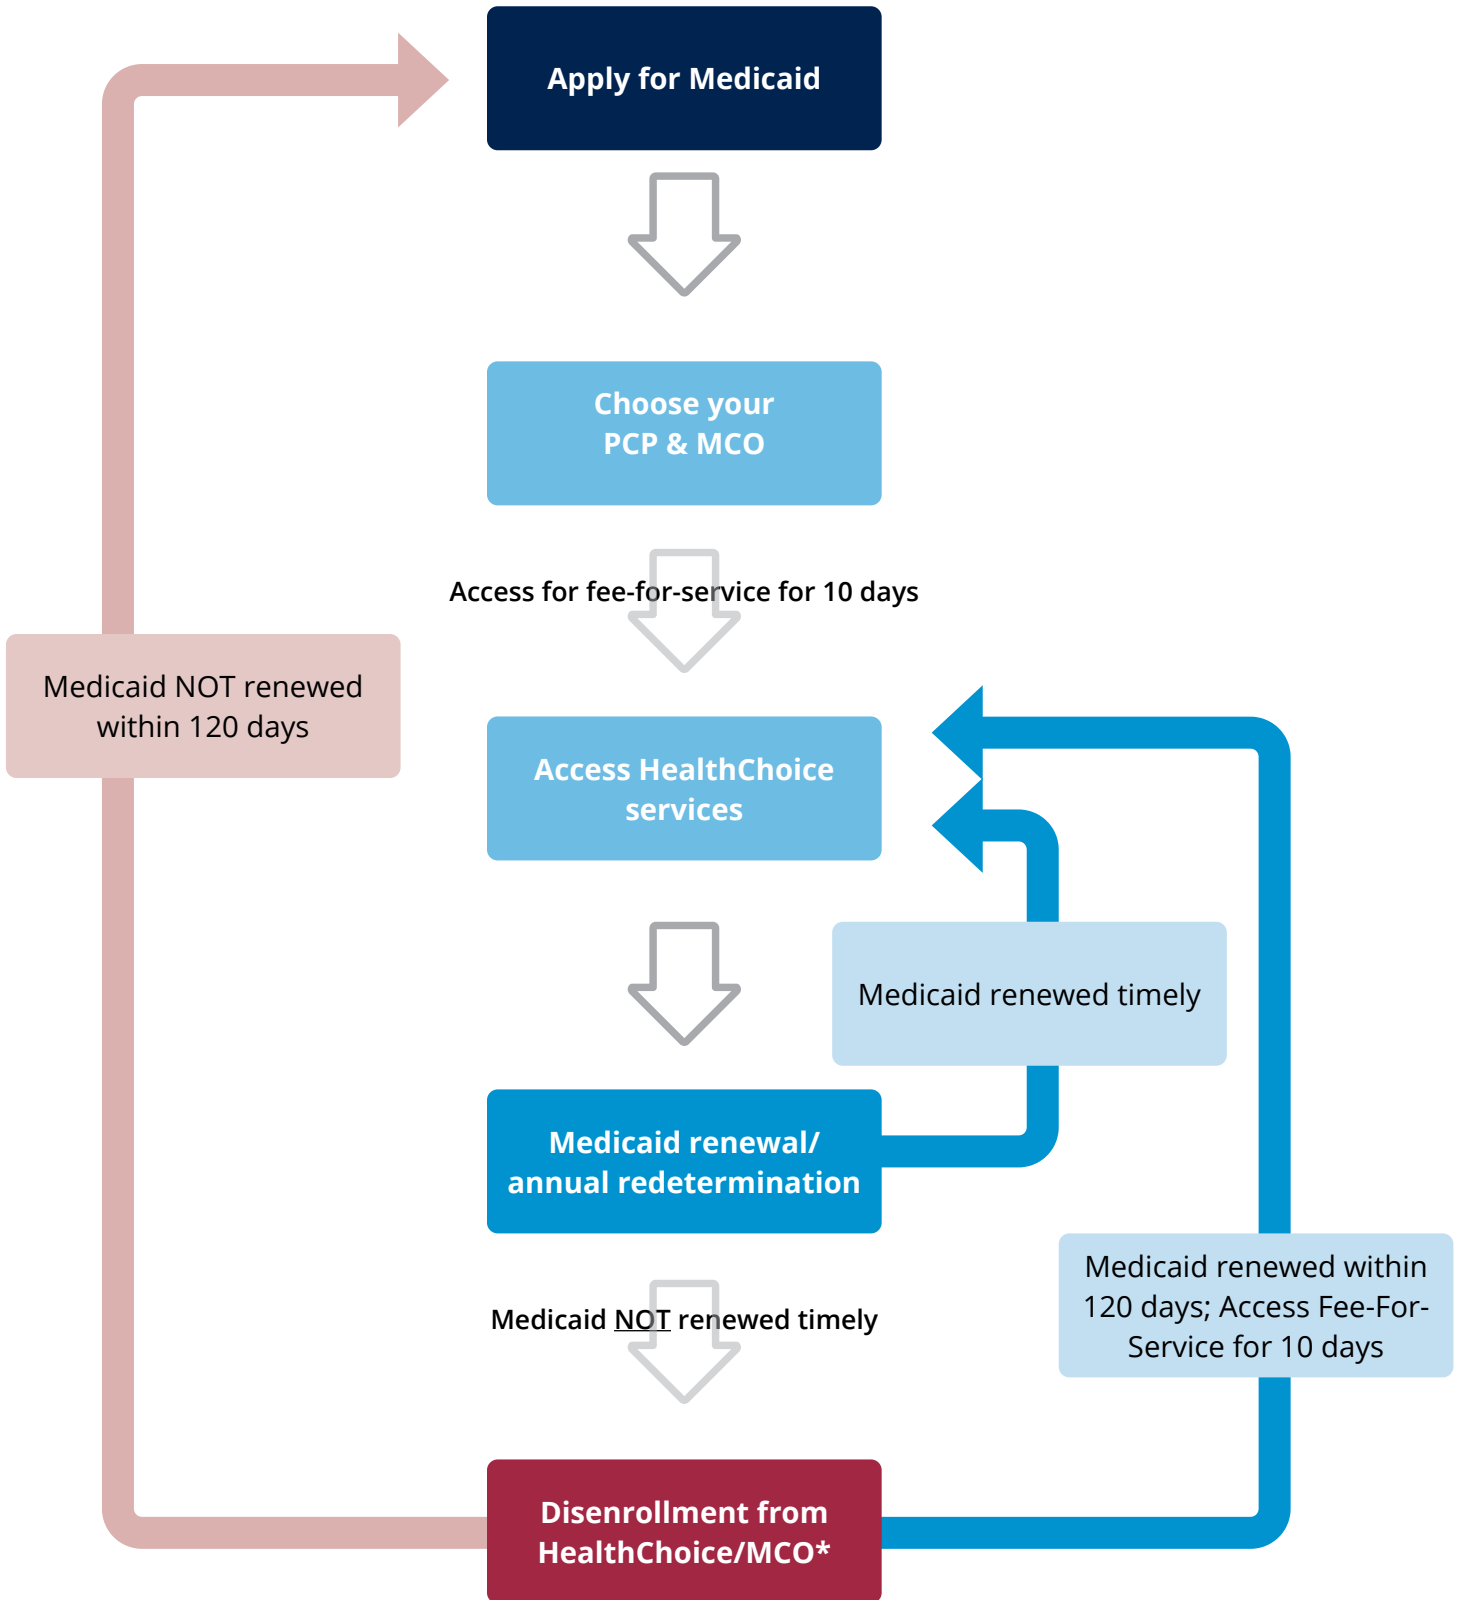 Apply for Medicaid
Choose your
PCP & MCO
Access for fee-for-service for 10 days
Medicaid NOT renewed
within 120 days
Access HealthChoice
services
Medicaid renewed timely
Medicaid renewal/
annual redetermination
Medicaid renewed within
120 days; Access Fee-For-
Service for 10 days
Medicaid NOT renewed timely
Disenrollment from
HealthChoice/MCO*